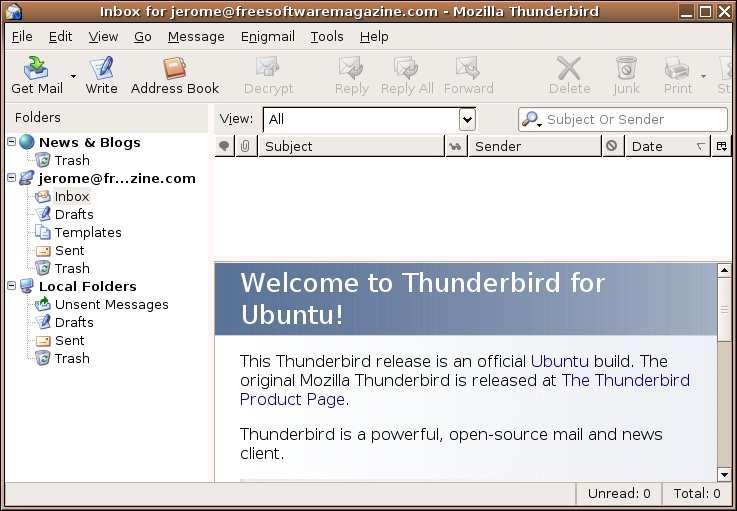 Inbox for jerome@freesoftwaremagazine.com - Mozilla Thunderbird
File Edit View Go Message Enigmail Tools Help
Get Mail Write Address Book Decrypt Reply Reply All Forward Delete Junk Print St
Folders
View: All Subject Or Sender
Subject Sender Date
News & Blogs
Trash
jerome@fr...zine.com
Inbox
Drafts
Templates
Sent
Trash
Local Folders
Unsent Messages
Drafts
Sent
Trash
Welcome to Thunderbird for
Ubuntu!
This Thunderbird release is an official Ubuntu build. The
original Mozilla Thunderbird is released at The Thunderbird
Product Page.
Thunderbird is a powerful, open-source mail and news
client.
Unread: 0 Total: 0